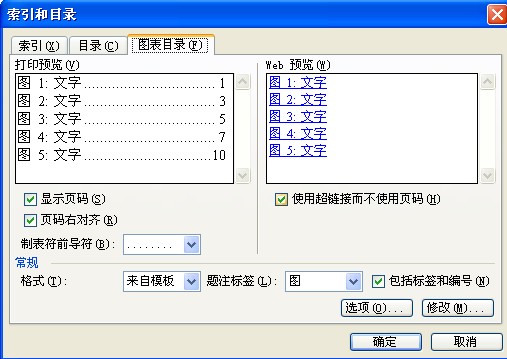 索引和目录
索引(X) 目录(C) 图表目录(F)
打印预览(V) Web 预览(W)
图 1: 文字........................1
图 2: 文字........................3
图 3: 文字........................5
图 4: 文字........................7
图 5: 文字.......................10
图 1: 文字
图 2: 文字
图 3: 文字
图 4: 文字
图 5: 文字
显示页码(S)
页码右对齐(R)
使用超链接而不使用页码(H)
制表符前导符(B): ........
常规
格式(T): 来自模板 题注标签(L): 图 包括标签和编号(N)
选项(O)... 修改(M)...
确定 取消